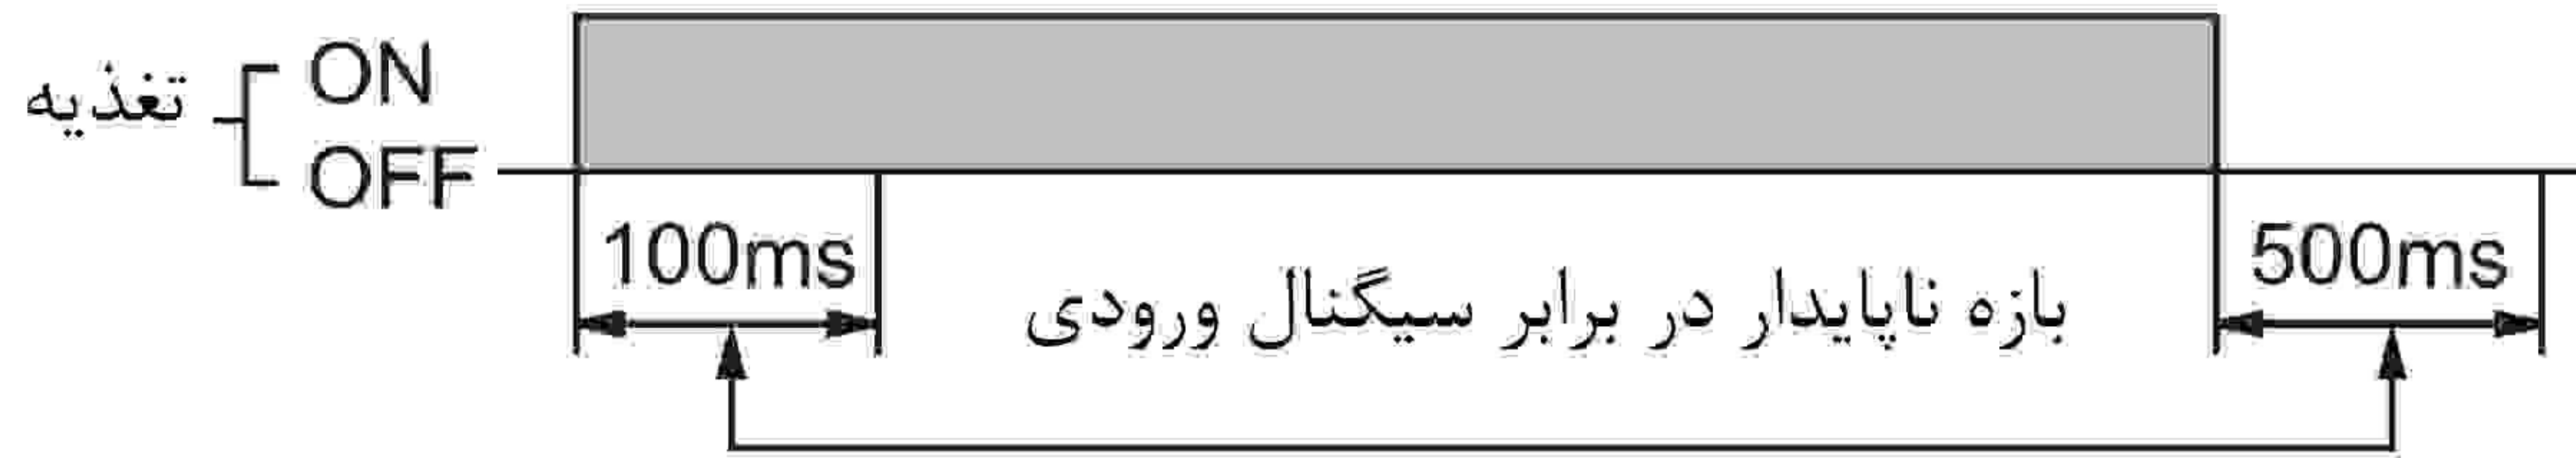 ON
تغذیه
OFF
100ms
500ms
بازه ناپایدار در برابر سیگنال ورودی